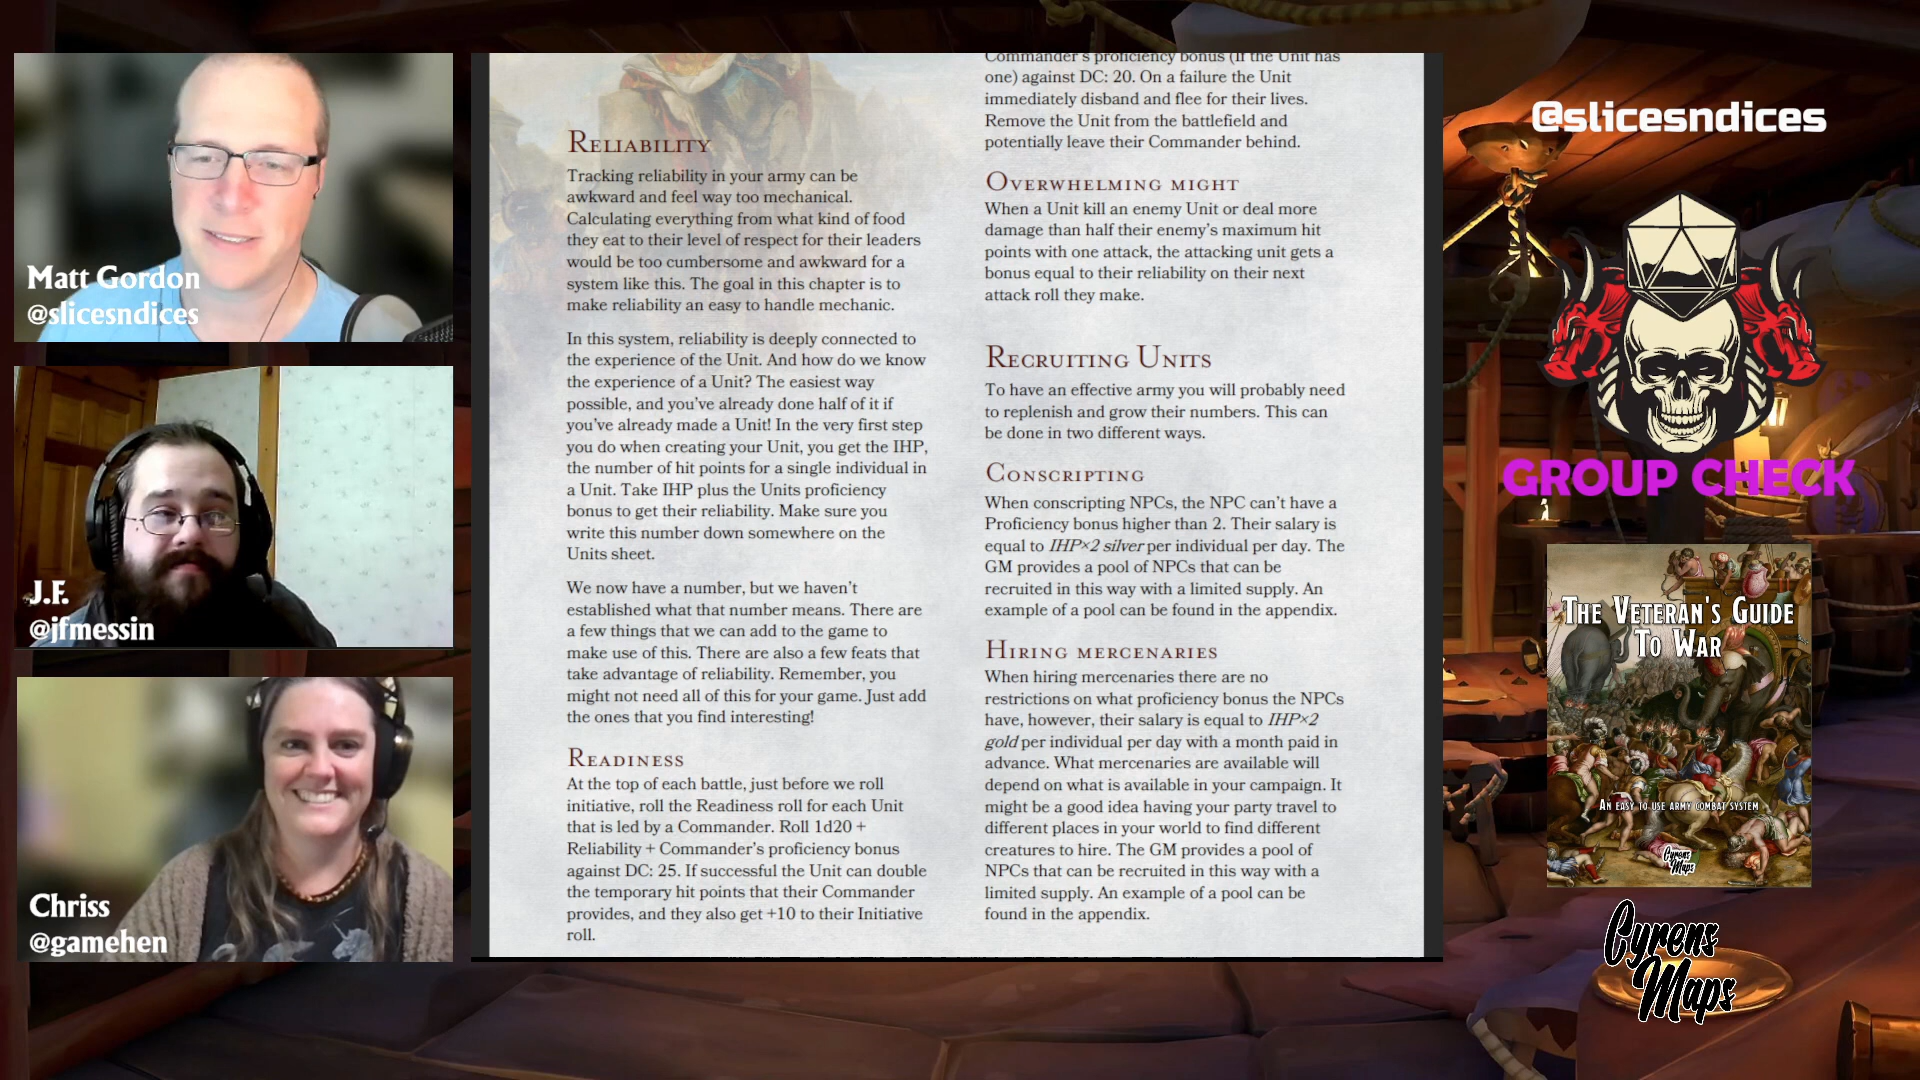 Matt Gordon
@slicesndices
J.F.
@jfmessin
Chriss
@gamehen
RELIABILITY
Tracking reliability in your army can be
awkward and feel way too mechanical.
Calculating everything from what kind of food
they eat to their level of respect for their leaders
would be too cumbersome and awkward for a
system like this. The goal in this chapter is to
make reliability an easy to handle mechanic.
In this system, reliability is deeply connected to
the experience of the Unit. And how do we know
the experience of a Unit? The easiest way
possible, and you've already done half of it if
you've already made a Unit! In the very first step
you do when creating your Unit, you get the IHP,
the number of hit points for a single individual in
a Unit. Take IHP plus the Units proficiency
bonus to get their reliability. Make sure you
write this number down somewhere on the
Units sheet.
We now have a number, but we haven't
established what that number means. There are
a few things that we can add to the game to
make use of this. There are also a few feats that
take advantage of reliability. Remember, you
might not need all of this for your game. Just add
the ones that you find interesting!
READINESS
At the top of each battle, just before we roll
initiative, roll the Readiness roll for each Unit
that is led by a Commander. Roll 1d20 +
Reliability + Commander's proficiency bonus
against DC: 25. If successful the Unit can double
the temporary hit points that their Commander
provides, and they also get +10 to their Initiative
roll.
Commander's proficiency bonus (If the Unit has
one) against DC: 20. On a failure the Unit
immediately disband and flee for their lives.
Remove the Unit from the battlefield and
potentially leave their Commander behind.
OVERWHELMING MIGHT
When a Unit kill an enemy Unit or deal more
damage than half their enemy's maximum hit
points with one attack, the attacking unit gets a
bonus equal to their reliability on their next
attack roll they make.
RECRUITING UNITS
To have an effective army you will probably need
to replenish and grow their numbers. This can
be done in two different ways.
CONSCRIPTING
When conscripting NPCs, the NPC can't have a
Proficiency bonus higher than 2. Their salary is
equal to IHP×2 silver per individual per day. The
GM provides a pool of NPCs that can be
recruited in this way with a limited supply. An
example of a pool can be found in the appendix.
HIRING MERCENARIES
When hiring mercenaries there are no
restrictions on what proficiency bonus the NPCs
have, however, their salary is equal to IHP×2
gold per individual per day with a month paid in
advance. What mercenaries are available will
depend on what is available in your campaign. It
might be a good idea having your party travel to
different places in your world to find different
creatures to hire. The GM provides a pool of
NPCs that can be recruited in this way with a
limited supply. An example of a pool can be
found in the appendix.
@slicesndices
GROUP CHECK
THE VETERAN'S GUIDE
TO WAR
AN EASY TO USE ARMY COMBAT SYSTEM
Cyrens
Maps
Cyrens
Maps